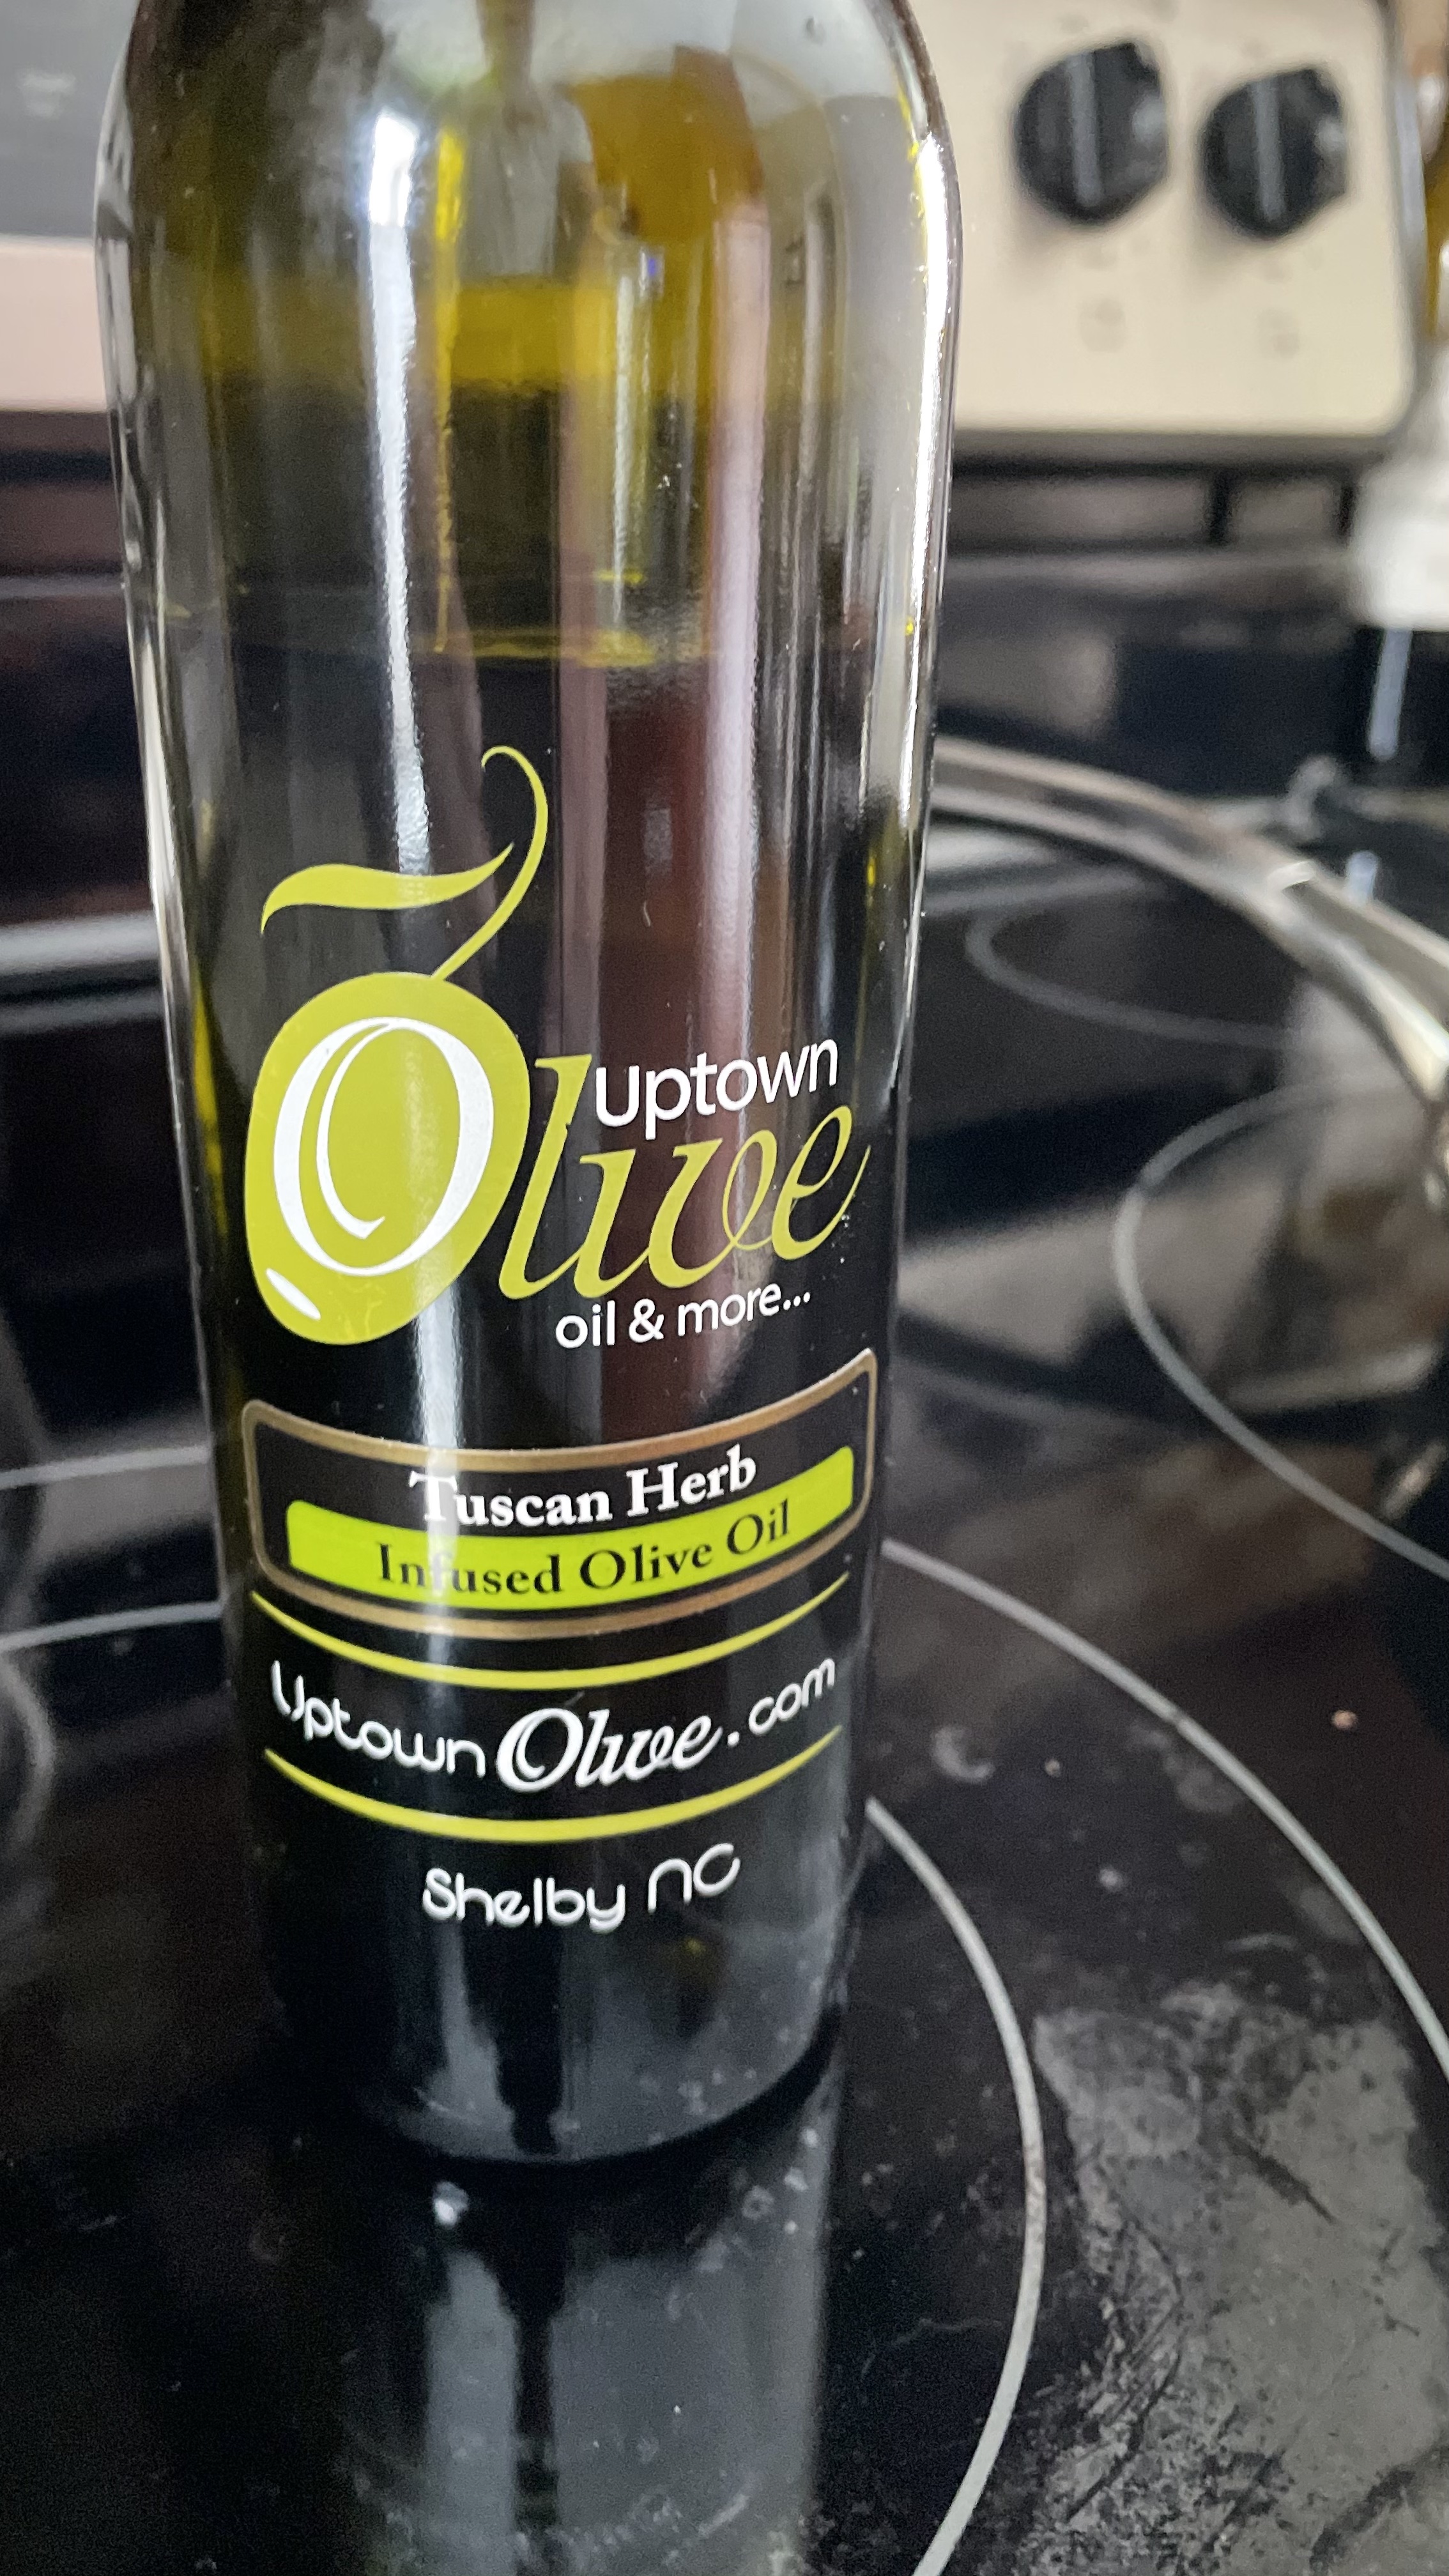 Uptown
Olive
oil & more...
Tuscan Herb
Infused Olive Oil
UptownOlive.com
Shelby NC